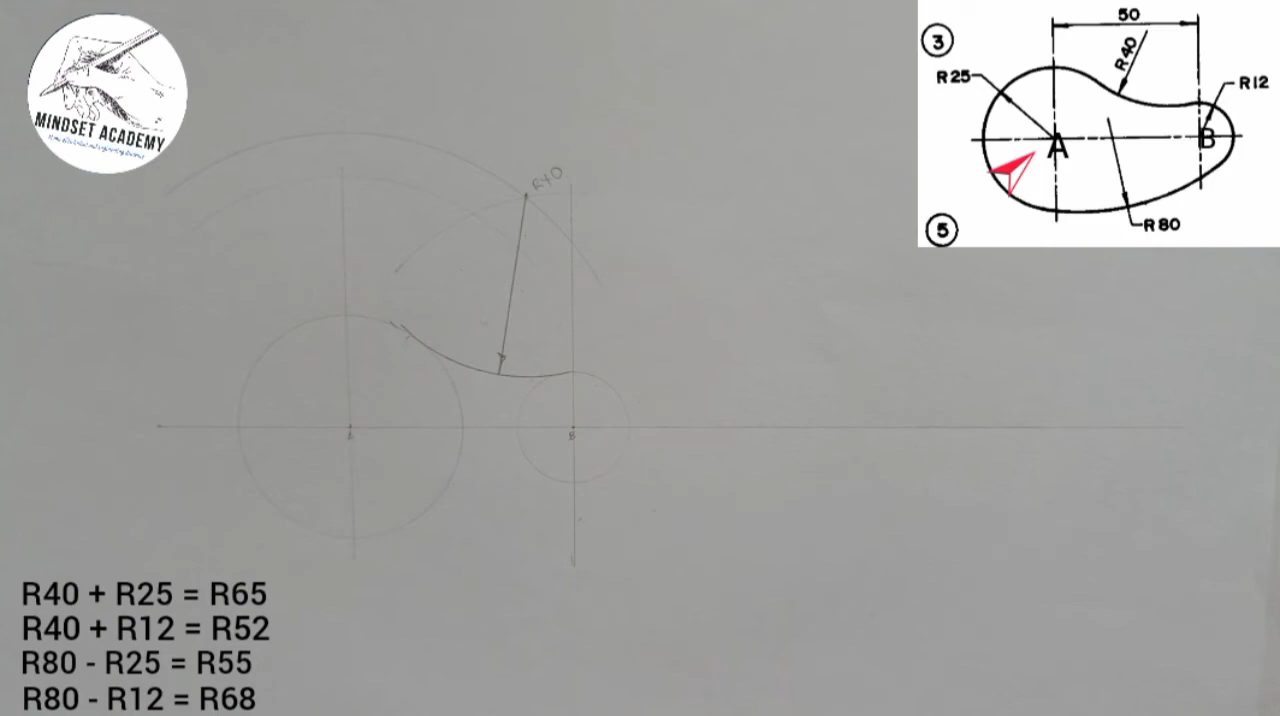 MINDSET ACADEMY
50
3
R40
R25
R12
A
B
5
R80
R40
A
B
R40 + R25 = R65
R40 + R12 = R52
R80 - R25 = R55
R80 - R12 = R68